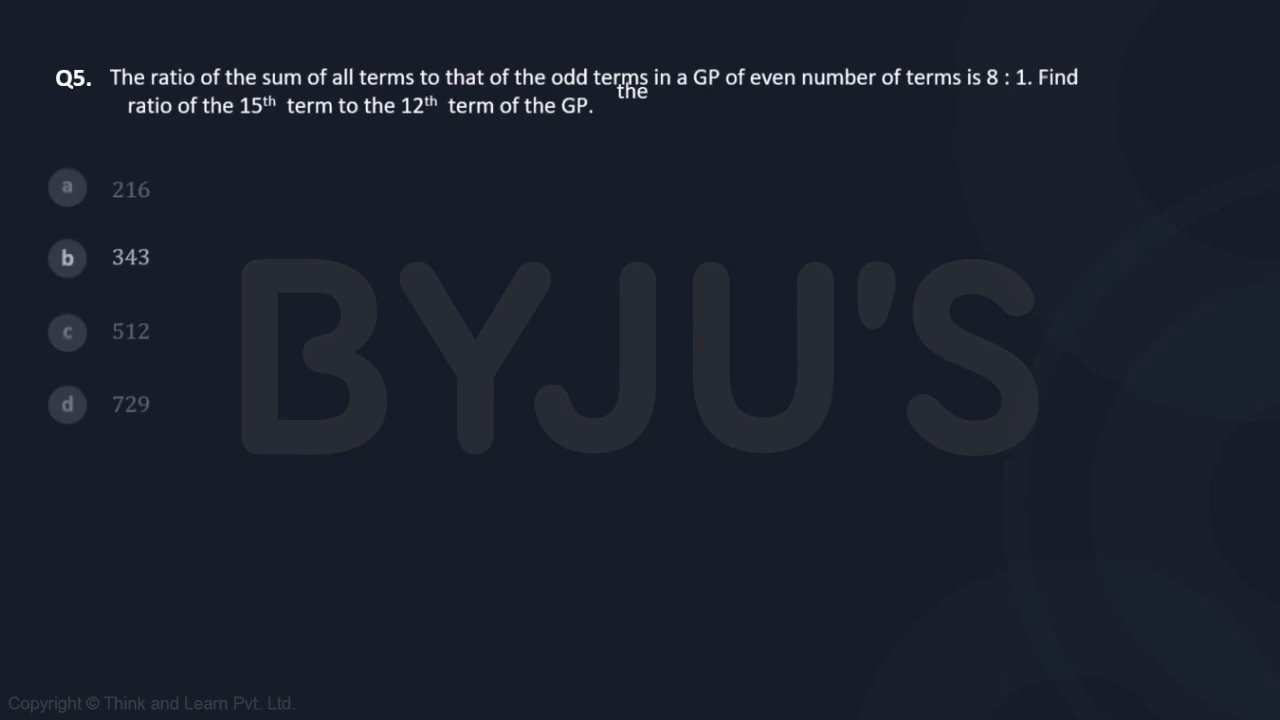 Q5. The ratio of the sum of all terms to that of the odd terms in a GP of even number of terms is 8 : 1. Find
the
ratio of the 15th term to the 12th term of the GP.
a 216
b 343
BYJU'S
c 512
d 729
Copyright © Think and Learn Pvt. Ltd.